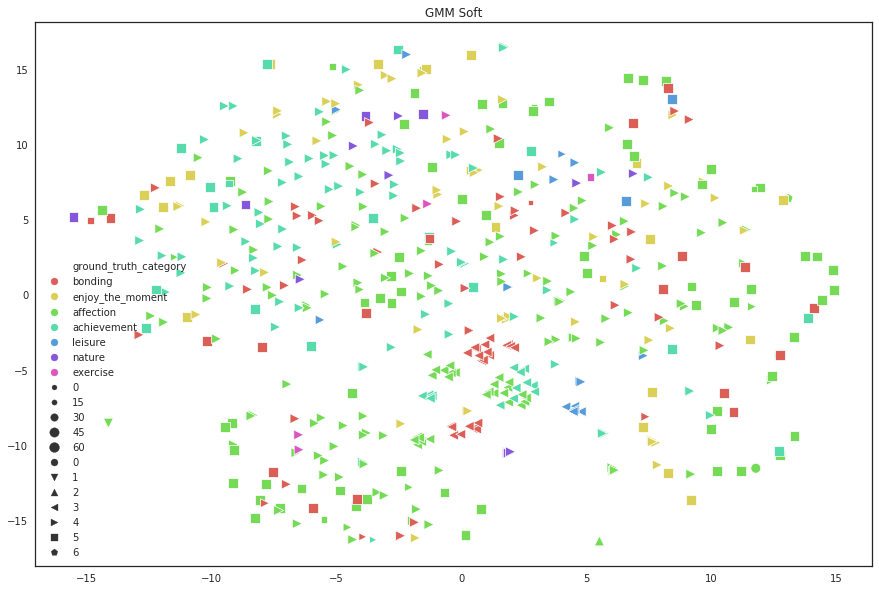 GMM Soft
15
10
5
0
−5
−10
−15
ground_truth_category
bonding
enjoy_the_moment
affection
achievement
leisure
nature
exercise
0
15
30
45
60
0
1
2
3
4
5
6
−15
−10
−5
0
5
10
15